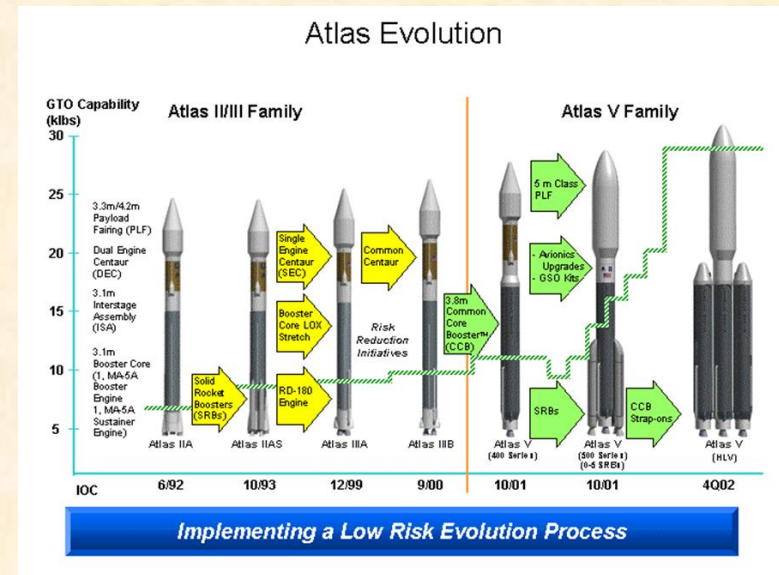 Atlas Evolution
GTO Capability
(klbs)
Atlas II/III Family
Atlas V Family
30
25
20
15
10
5
3.3m/4.2m
Payload
Fairing (PLF)
Dual Engine
Centaur
(DEC)
3.1m
Interstage
Assembly
(ISA)
3.1m
Booster Core
(1, MA-5A
Booster
Engine
1, MA-5A
Sustainer
Engine)
Solid
Rocket
Boosters
(SRBs)
Single
Engine
Centaur
(SEC)
Booster
Core LOX
Stretch
RD-180
Engine
Common
Centaur
Risk
Reduction
Initiatives
3.8m
Common
Core
Booster™
(CCB)
5 m Class
PLF
- Avionics
Upgrades
- GSO Kits
SRBs
CCB
Strap-ons
Atlas IIA
Atlas IIAS
Atlas IIIA
Atlas IIIB
Atlas V
(400 Series)
Atlas V
(500 Series)
(0-5 SRBs)
Atlas V
(HLV)
IOC
6/92
10/93
12/99
9/00
10/01
10/01
4Q02
Implementing a Low Risk Evolution Process